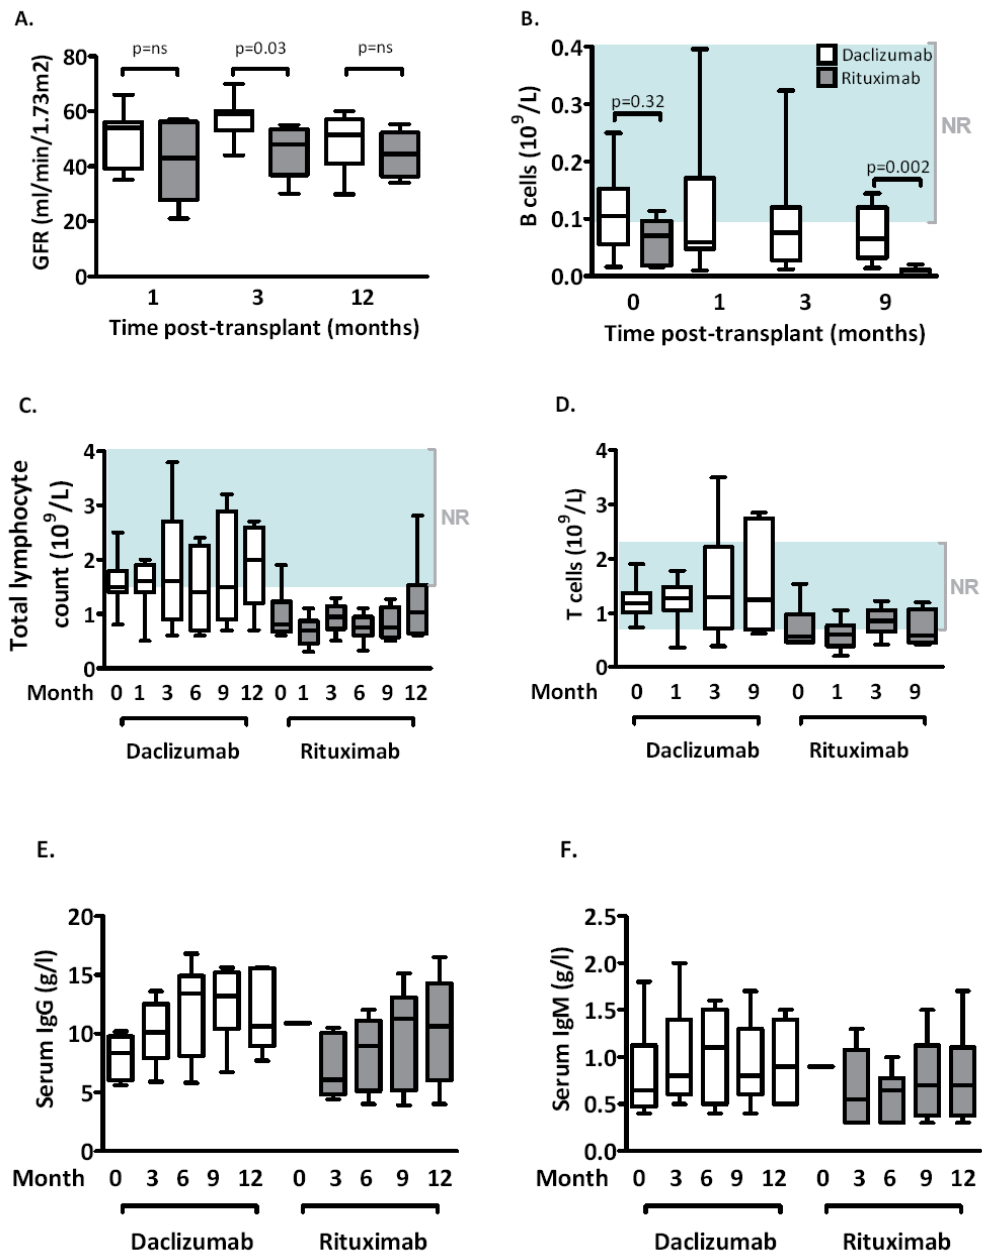 A.
p=ns p=0.03 p=ns
GFR (ml/min/1.73m2)
80
60
40
20
0
1 3 12
Time post-transplant (months)
B.
B cells (10^9/L)
0.4
0.3
0.2
0.1
0.0
Daclizumab
Rituximab
p=0.32
p=0.002
NR
0 1 3 9
Time post-transplant (months)
C.
Total lymphocyte
count (10^9/L)
4
3
2
1
0
NR
Month 0 1 3 6 9 12 0 1 3 6 9 12
Daclizumab Rituximab
D.
T cells (10^9/L)
4
3
2
1
0
NR
Month 0 1 3 9 0 1 3 9
Daclizumab Rituximab
E.
Serum IgG (g/l)
20
15
10
5
0
Month 0 3 6 9 12 0 3 6 9 12
Daclizumab Rituximab
F.
Serum IgM (g/l)
2.5
2.0
1.5
1.0
0.5
0.0
Month 0 3 6 9 12 0 3 6 9 12
Daclizumab Rituximab